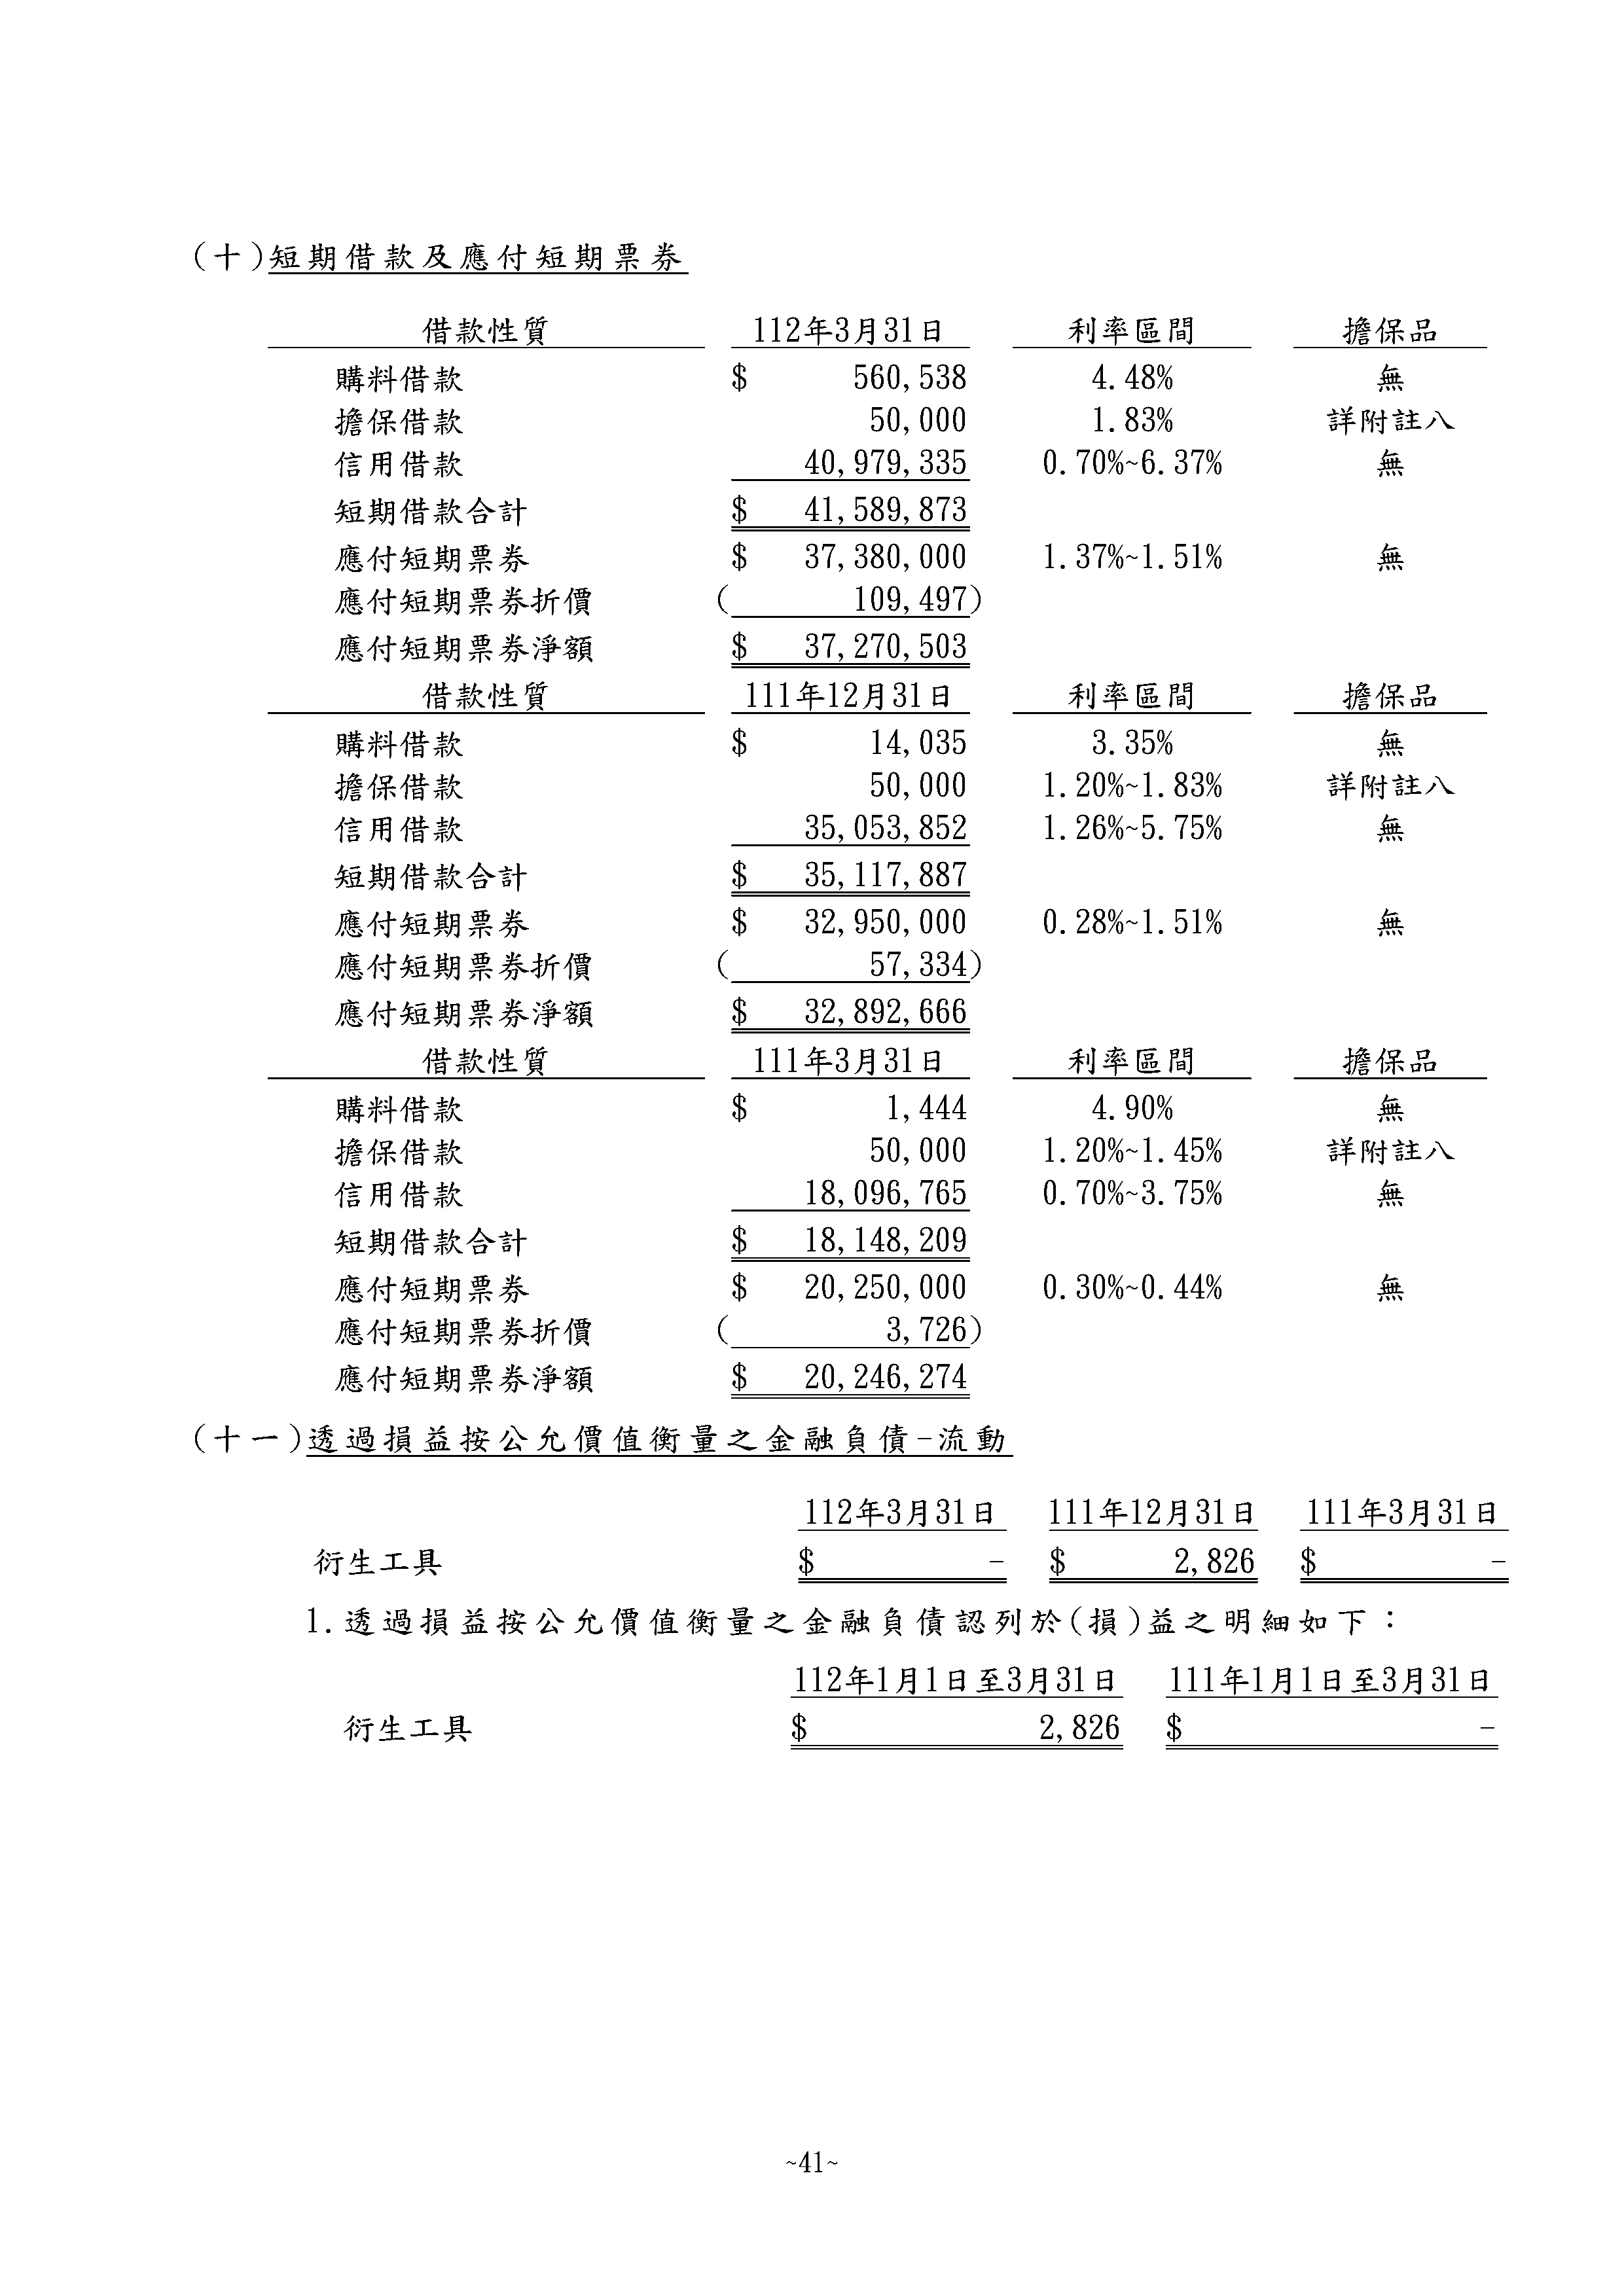 (十)短期借款及應付短期票券
借款性質 112年3月31日 利率區間 擔保品
購料借款 $ 560,538 4.48% 無
擔保借款 50,000 1.83% 詳附註八
信用借款 40,979,335 0.70%~6.37% 無
短期借款合計 $ 41,589,873
應付短期票券 $ 37,380,000 1.37%~1.51% 無
應付短期票券折價 ( 109,497)
應付短期票券淨額 $ 37,270,503
借款性質 111年12月31日 利率區間 擔保品
購料借款 $ 14,035 3.35% 無
擔保借款 50,000 1.20%~1.83% 詳附註八
信用借款 35,053,852 1.26%~5.75% 無
短期借款合計 $ 35,117,887
應付短期票券 $ 32,950,000 0.28%~1.51% 無
應付短期票券折價 ( 57,334)
應付短期票券淨額 $ 32,892,666
借款性質 111年3月31日 利率區間 擔保品
購料借款 $ 1,444 4.90% 無
擔保借款 50,000 1.20%~1.45% 詳附註八
信用借款 18,096,765 0.70%~3.75% 無
短期借款合計 $ 18,148,209
應付短期票券 $ 20,250,000 0.30%~0.44% 無
應付短期票券折價 ( 3,726)
應付短期票券淨額 $ 20,246,274
(十一)透過損益按公允價值衡量之金融負債-流動
112年3月31日 111年12月31日 111年3月31日
衍生工具 $ - $ 2,826 $ -
1.透過損益按公允價值衡量之金融負債認列於(損)益之明細如下：
112年1月1日至3月31日 111年1月1日至3月31日
衍生工具 $ 2,826 $ -
~41~